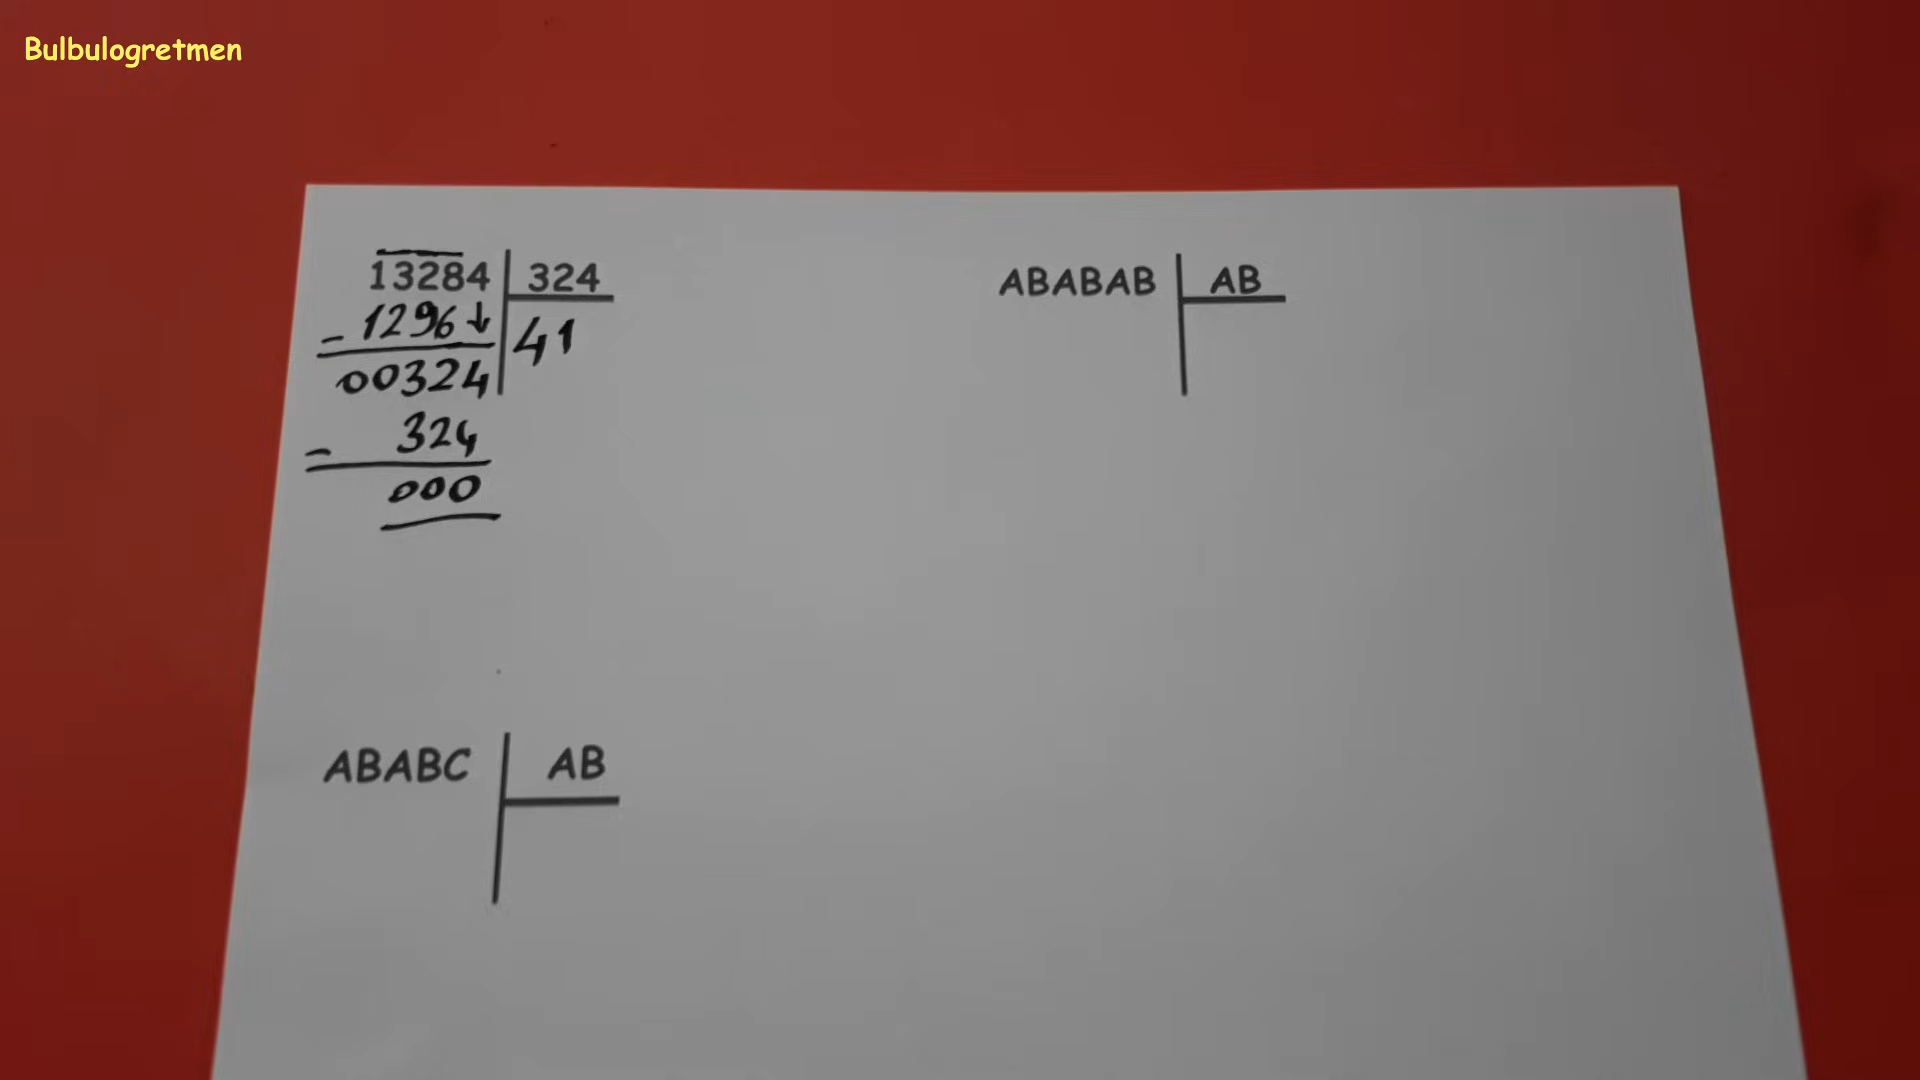 Bulbulogretmen
13284 324
- 1296↓ 41
00324
- 324
000
ABABAB AB
ABABC AB